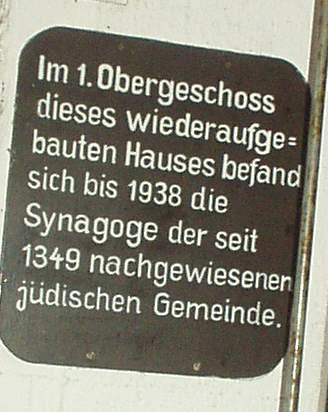 Im 1. Obergeschoss
dieses wiederaufge=
bauten Hauses befand
sich bis 1938 die
Synagoge der seit
1349 nachgewiesenen
jüdischen Gemeinde.